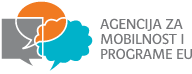 AGENCIJA ZA
MOBILNOST I
PROGRAME EU